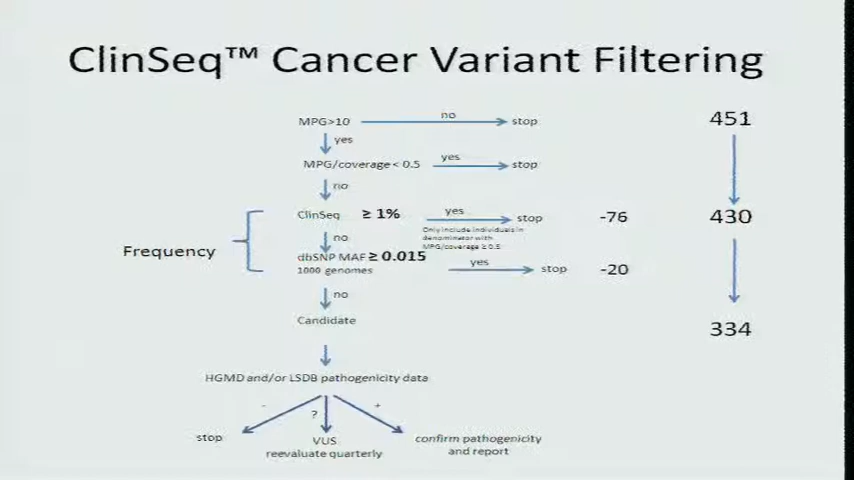 ClinSeq™ Cancer Variant Filtering
MPG>10 no stop 451
yes
MPG/coverage < 0.5 yes stop
no
ClinSeq ≥ 1% yes stop -76 430
Only include individuals in
denominator with
MPG/coverage ≥ 0.5
Frequency
no
dbSNP MAF ≥ 0.015
1000 genomes yes stop -20
no
Candidate 334
HGMD and/or LSDB pathogenicity data
- ? +
stop
VUS
reevaluate quarterly
confirm pathogenicity
and report